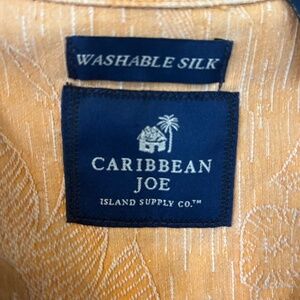 WASHABLE SILK
CARIBBEAN
JOE
ISLAND SUPPLY CO.™